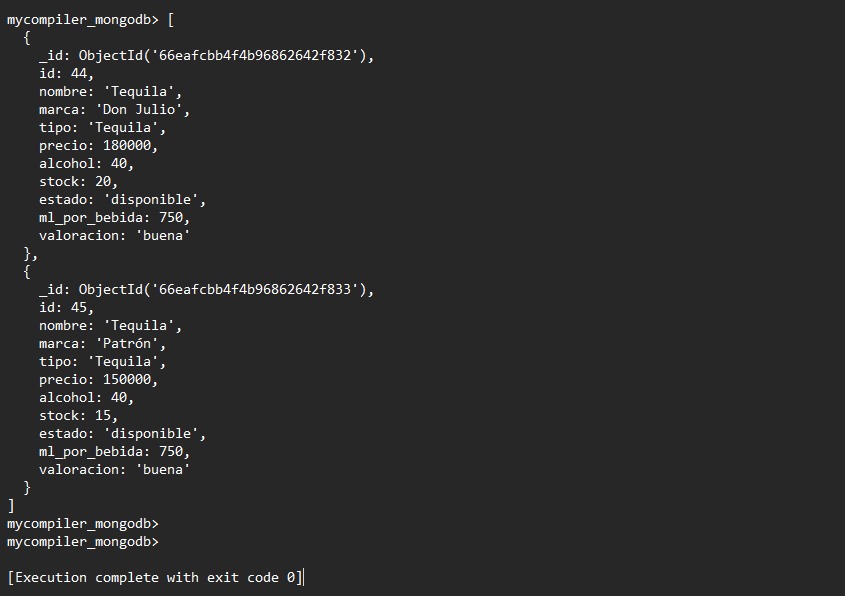 mycompiler_mongodb> [
  {
    _id: ObjectId('66eafcbb4f4b96862642f832'),
    id: 44,
    nombre: 'Tequila',
    marca: 'Don Julio',
    tipo: 'Tequila',
    precio: 180000,
    alcohol: 40,
    stock: 20,
    estado: 'disponible',
    ml_por_bebida: 750,
    valoracion: 'buena'
  },
  {
    _id: ObjectId('66eafcbb4f4b96862642f833'),
    id: 45,
    nombre: 'Tequila',
    marca: 'Patrón',
    tipo: 'Tequila',
    precio: 150000,
    alcohol: 40,
    stock: 15,
    estado: 'disponible',
    ml_por_bebida: 750,
    valoracion: 'buena'
  }
]
mycompiler_mongodb>
mycompiler_mongodb>
[Execution complete with exit code 0]